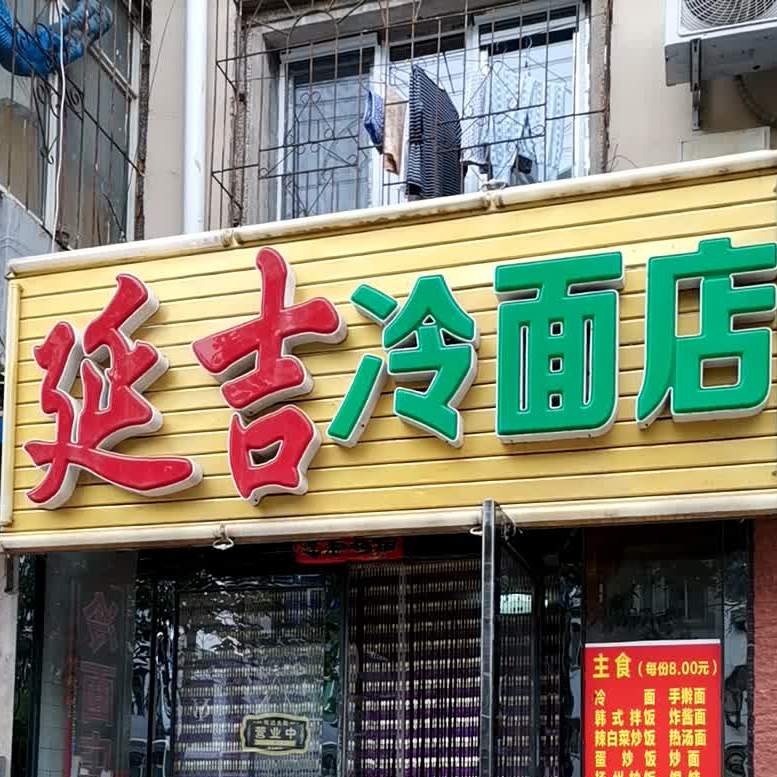 延吉冷面店
冷面
营业中
主食（每份8.00元）
冷 面 手擀面
韩式拌饭 炸酱面
辣白菜炒饭 热汤面
蛋炒饭 炒面